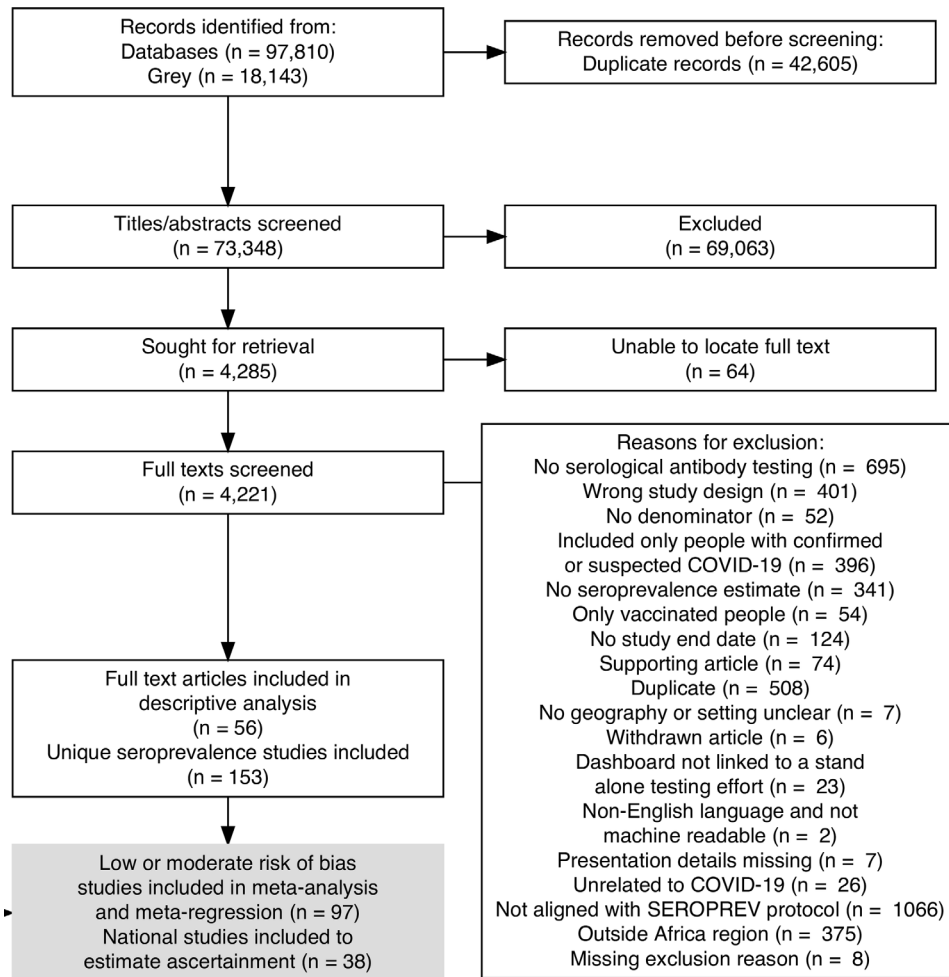 Records identified from:
Databases (n = 97,810)
Grey (n = 18,143)
Records removed before screening:
Duplicate records (n = 42,605)
Titles/abstracts screened
(n = 73,348)
Excluded
(n = 69,063)
Sought for retrieval
(n = 4,285)
Unable to locate full text
(n = 64)
Full texts screened
(n = 4,221)
Reasons for exclusion:
No serological antibody testing (n = 695)
Wrong study design (n = 401)
No denominator (n = 52)
Included only people with confirmed
or suspected COVID-19 (n = 396)
No seroprevalence estimate (n = 341)
Only vaccinated people (n = 54)
No study end date (n = 124)
Supporting article (n = 74)
Duplicate (n = 508)
No geography or setting unclear (n = 7)
Withdrawn article (n = 6)
Dashboard not linked to a stand
alone testing effort (n = 23)
Non-English language and not
machine readable (n = 2)
Presentation details missing (n = 7)
Unrelated to COVID-19 (n = 26)
Not aligned with SEROPREV protocol (n = 1066)
Outside Africa region (n = 375)
Missing exclusion reason (n = 8)
Full text articles included in
descriptive analysis
(n = 56)
Unique seroprevalence studies included
(n = 153)
Low or moderate risk of bias
studies included in meta-analysis
and meta-regression (n = 97)
National studies included to
estimate ascertainment (n = 38)